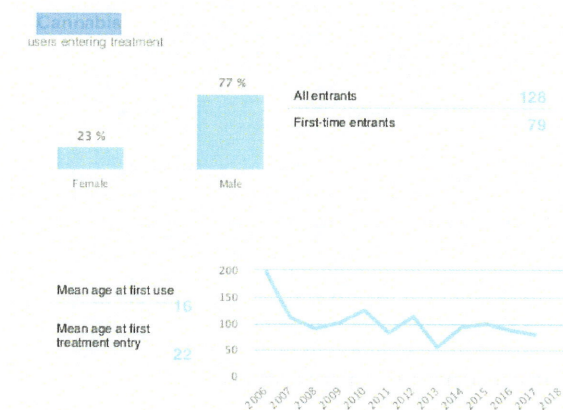 Cannabis
users entering treatment
77 %
23 %
Female
Male
All entrants 128
First-time entrants 79
Mean age at first use
16
Mean age at first
treatment entry
22
200
150
100
50
0
2006 2007 2008 2009 2010 2011 2012 2013 2014 2015 2016 2017 2018